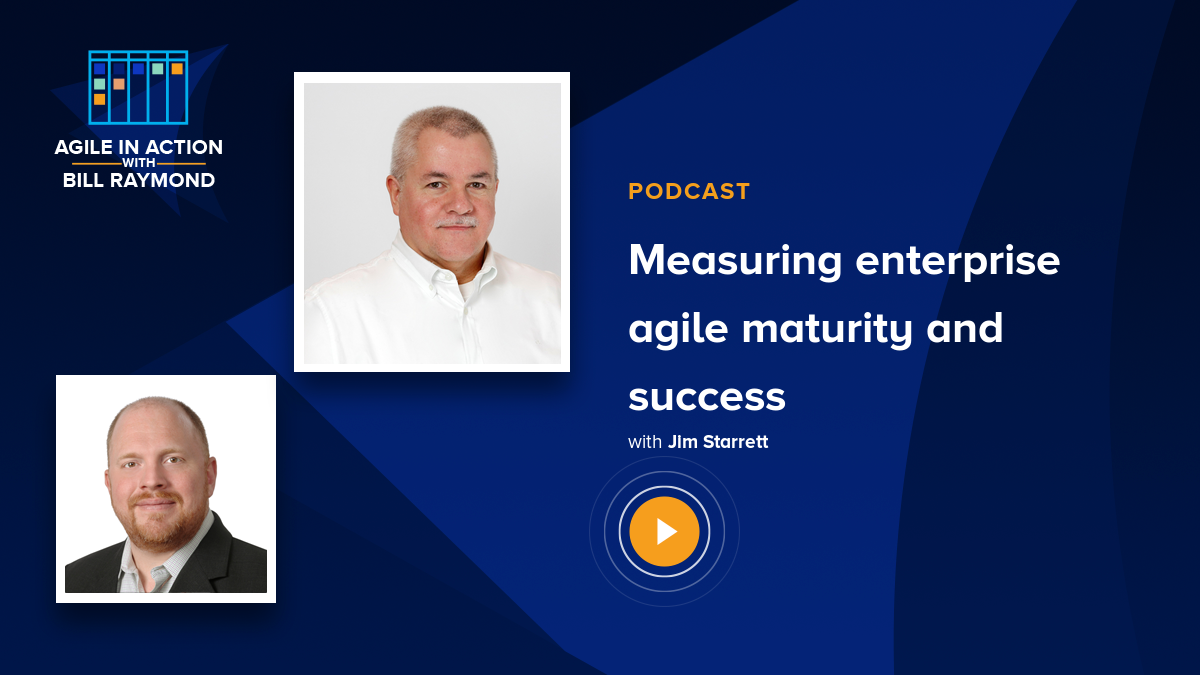 AGILE IN ACTION
WITH
BILL RAYMOND
PODCAST
Measuring enterprise
agile maturity and
success
with JIm Starrett